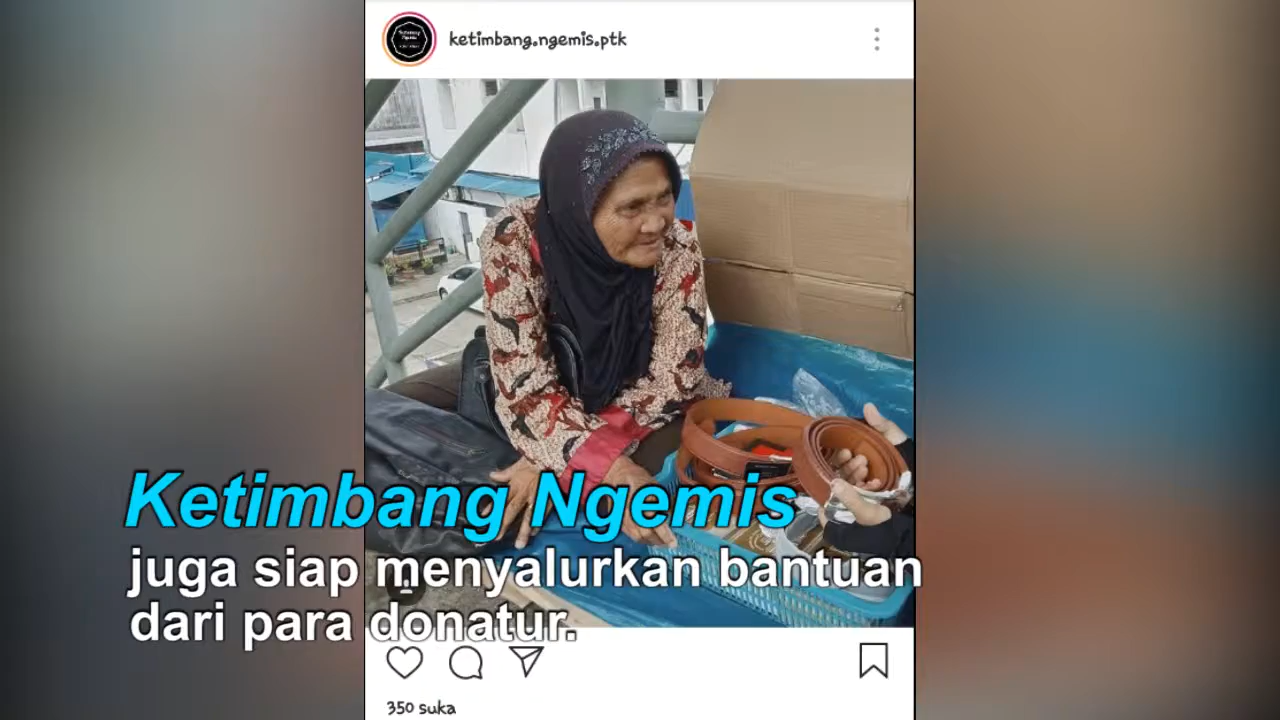 ketimbang.ngemis.ptk
Ketimbang Ngemis
juga siap menyalurkan bantuan
dari para donatur.
350 suka